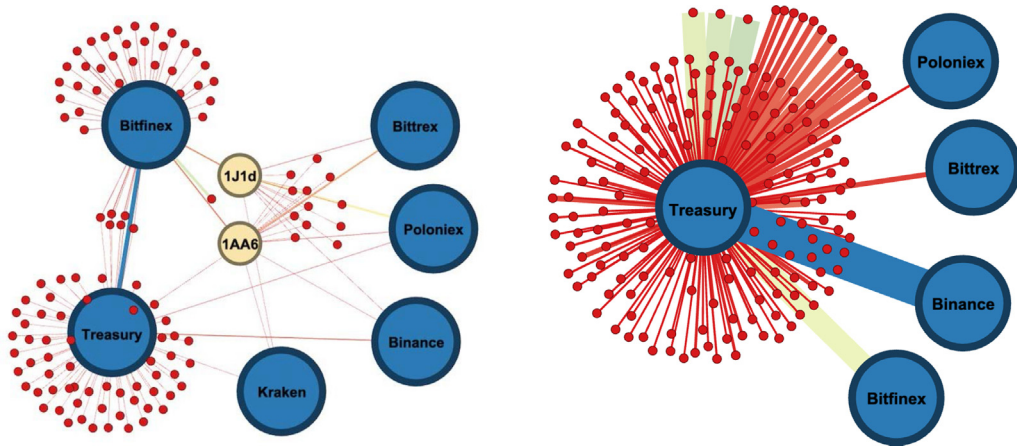 Bitfinex
1J1d
Bittrex
1AA6
Poloniex
Treasury
Binance
Kraken
Poloniex
Bittrex
Treasury
Binance
Bitfinex